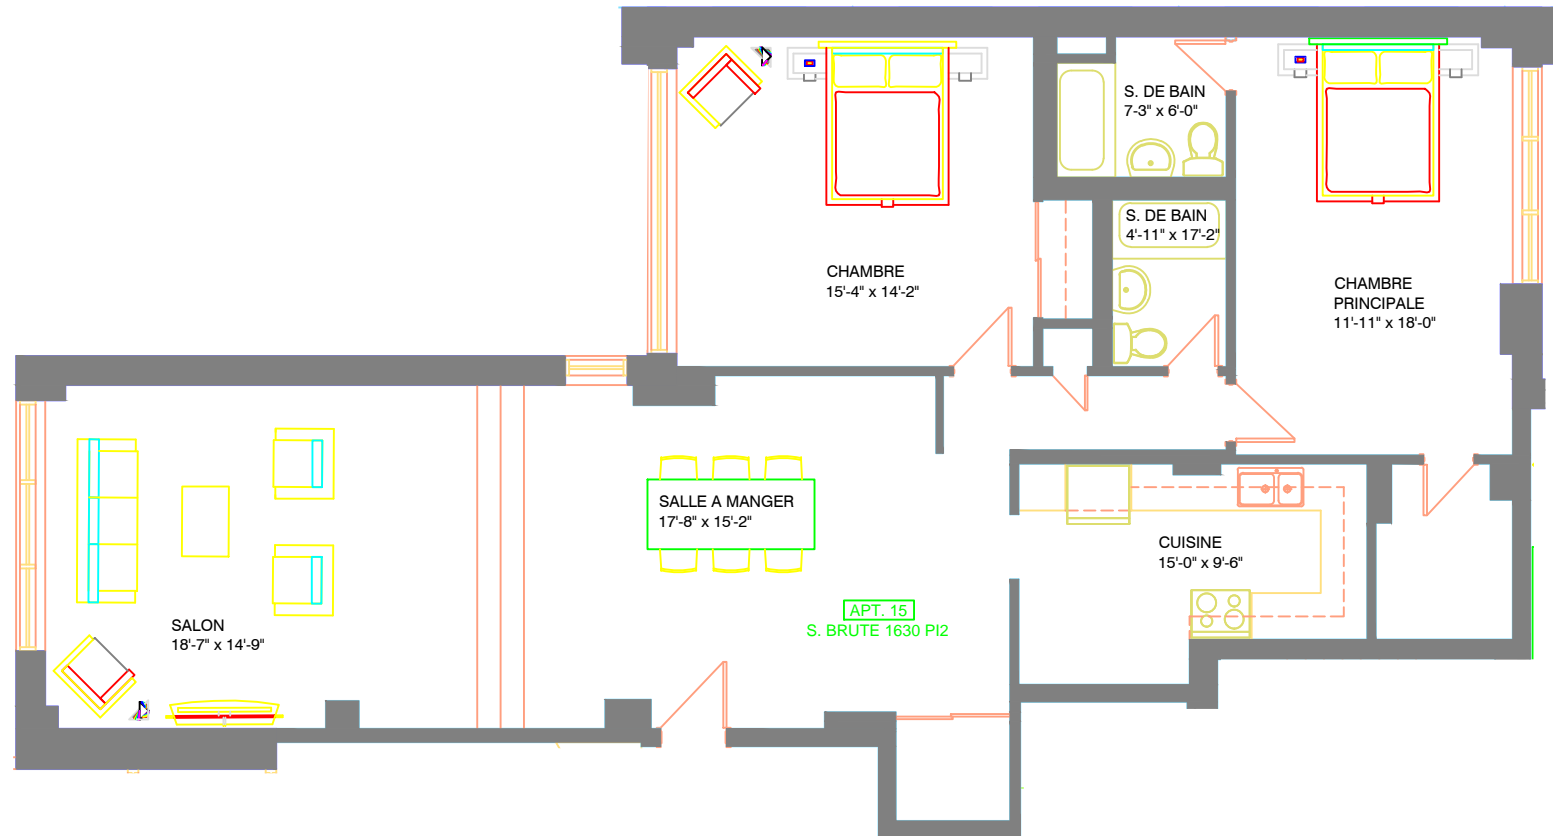 S. DE BAIN
7'-3" x 6'-0"
S. DE BAIN
4'-11" x 17'-2"
CHAMBRE
15'-4" x 14'-2"
CHAMBRE
PRINCIPALE
11'-11" x 18'-0"
SALLE A MANGER
17'-8" x 15'-2"
CUISINE
15'-0" x 9'-6"
APT. 15
S. BRUTE 1630 PI2
SALON
18'-7" x 14'-9"